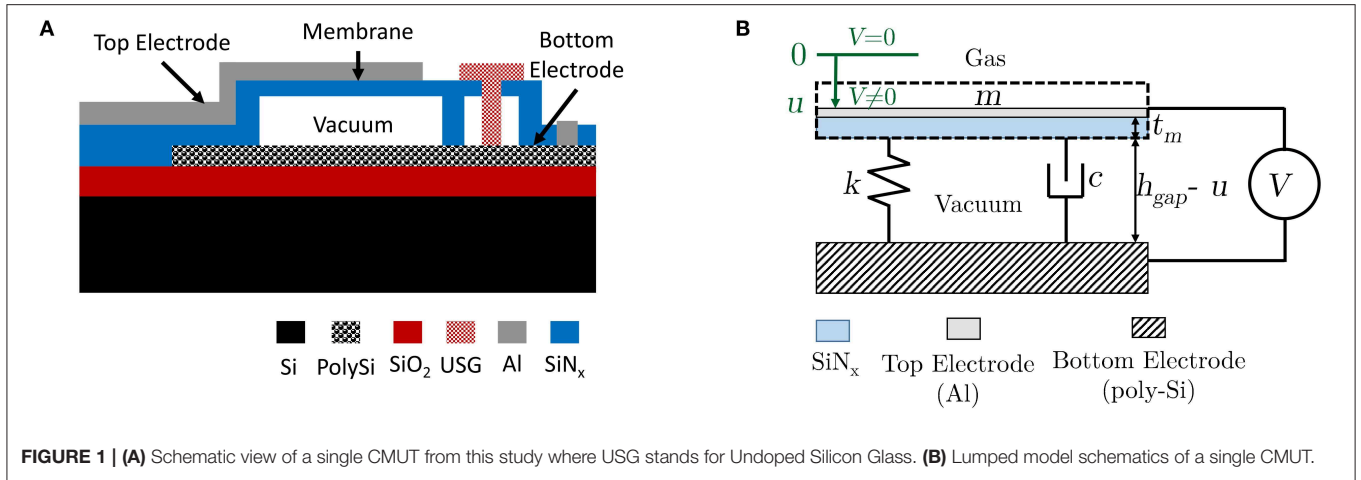 A
Top Electrode
Membrane
Bottom
Electrode
Vacuum
Si
PolySi
SiO2
USG
Al
SiNx
B
0
V=0
Gas
u
V≠0
m
tm
k
Vacuum
c
hgap- u
V
SiNx
Top Electrode
(Al)
Bottom Electrode
(poly-Si)
FIGURE 1 | (A) Schematic view of a single CMUT from this study where USG stands for Undoped Silicon Glass. (B) Lumped model schematics of a single CMUT.